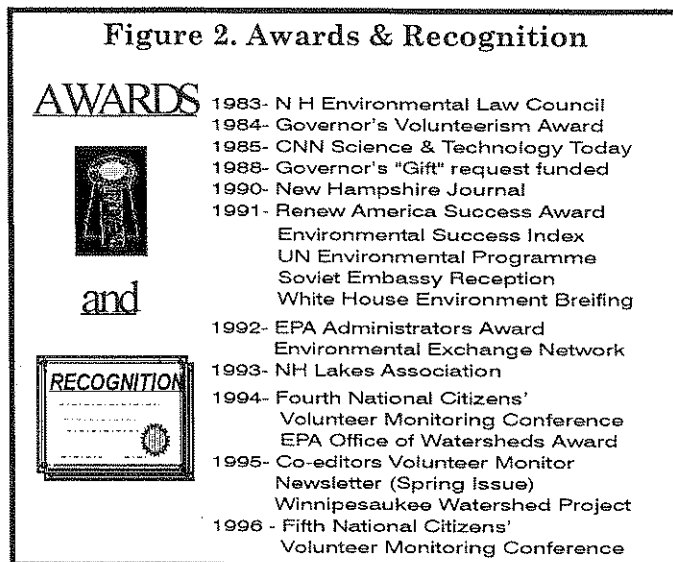 Figure 2. Awards & Recognition
AWARDS
and
RECOGNITION
1983- N H Environmental Law Council
1984- Governor's Volunteerism Award
1985- CNN Science & Technology Today
1988- Governor's "Gift" request funded
1990- New Hampshire Journal
1991- Renew America Success Award
Environmental Success Index
UN Environmental Programme
Soviet Embassy Reception
White House Environment Breifing
1992- EPA Administrators Award
Environmental Exchange Network
1993- NH Lakes Association
1994- Fourth National Citizens'
Volunteer Monitoring Conference
EPA Office of Watersheds Award
1995- Co-editors Volunteer Monitor
Newsletter (Spring Issue)
Winnipesaukee Watershed Project
1996 - Fifth National Citizens'
Volunteer Monitoring Conference